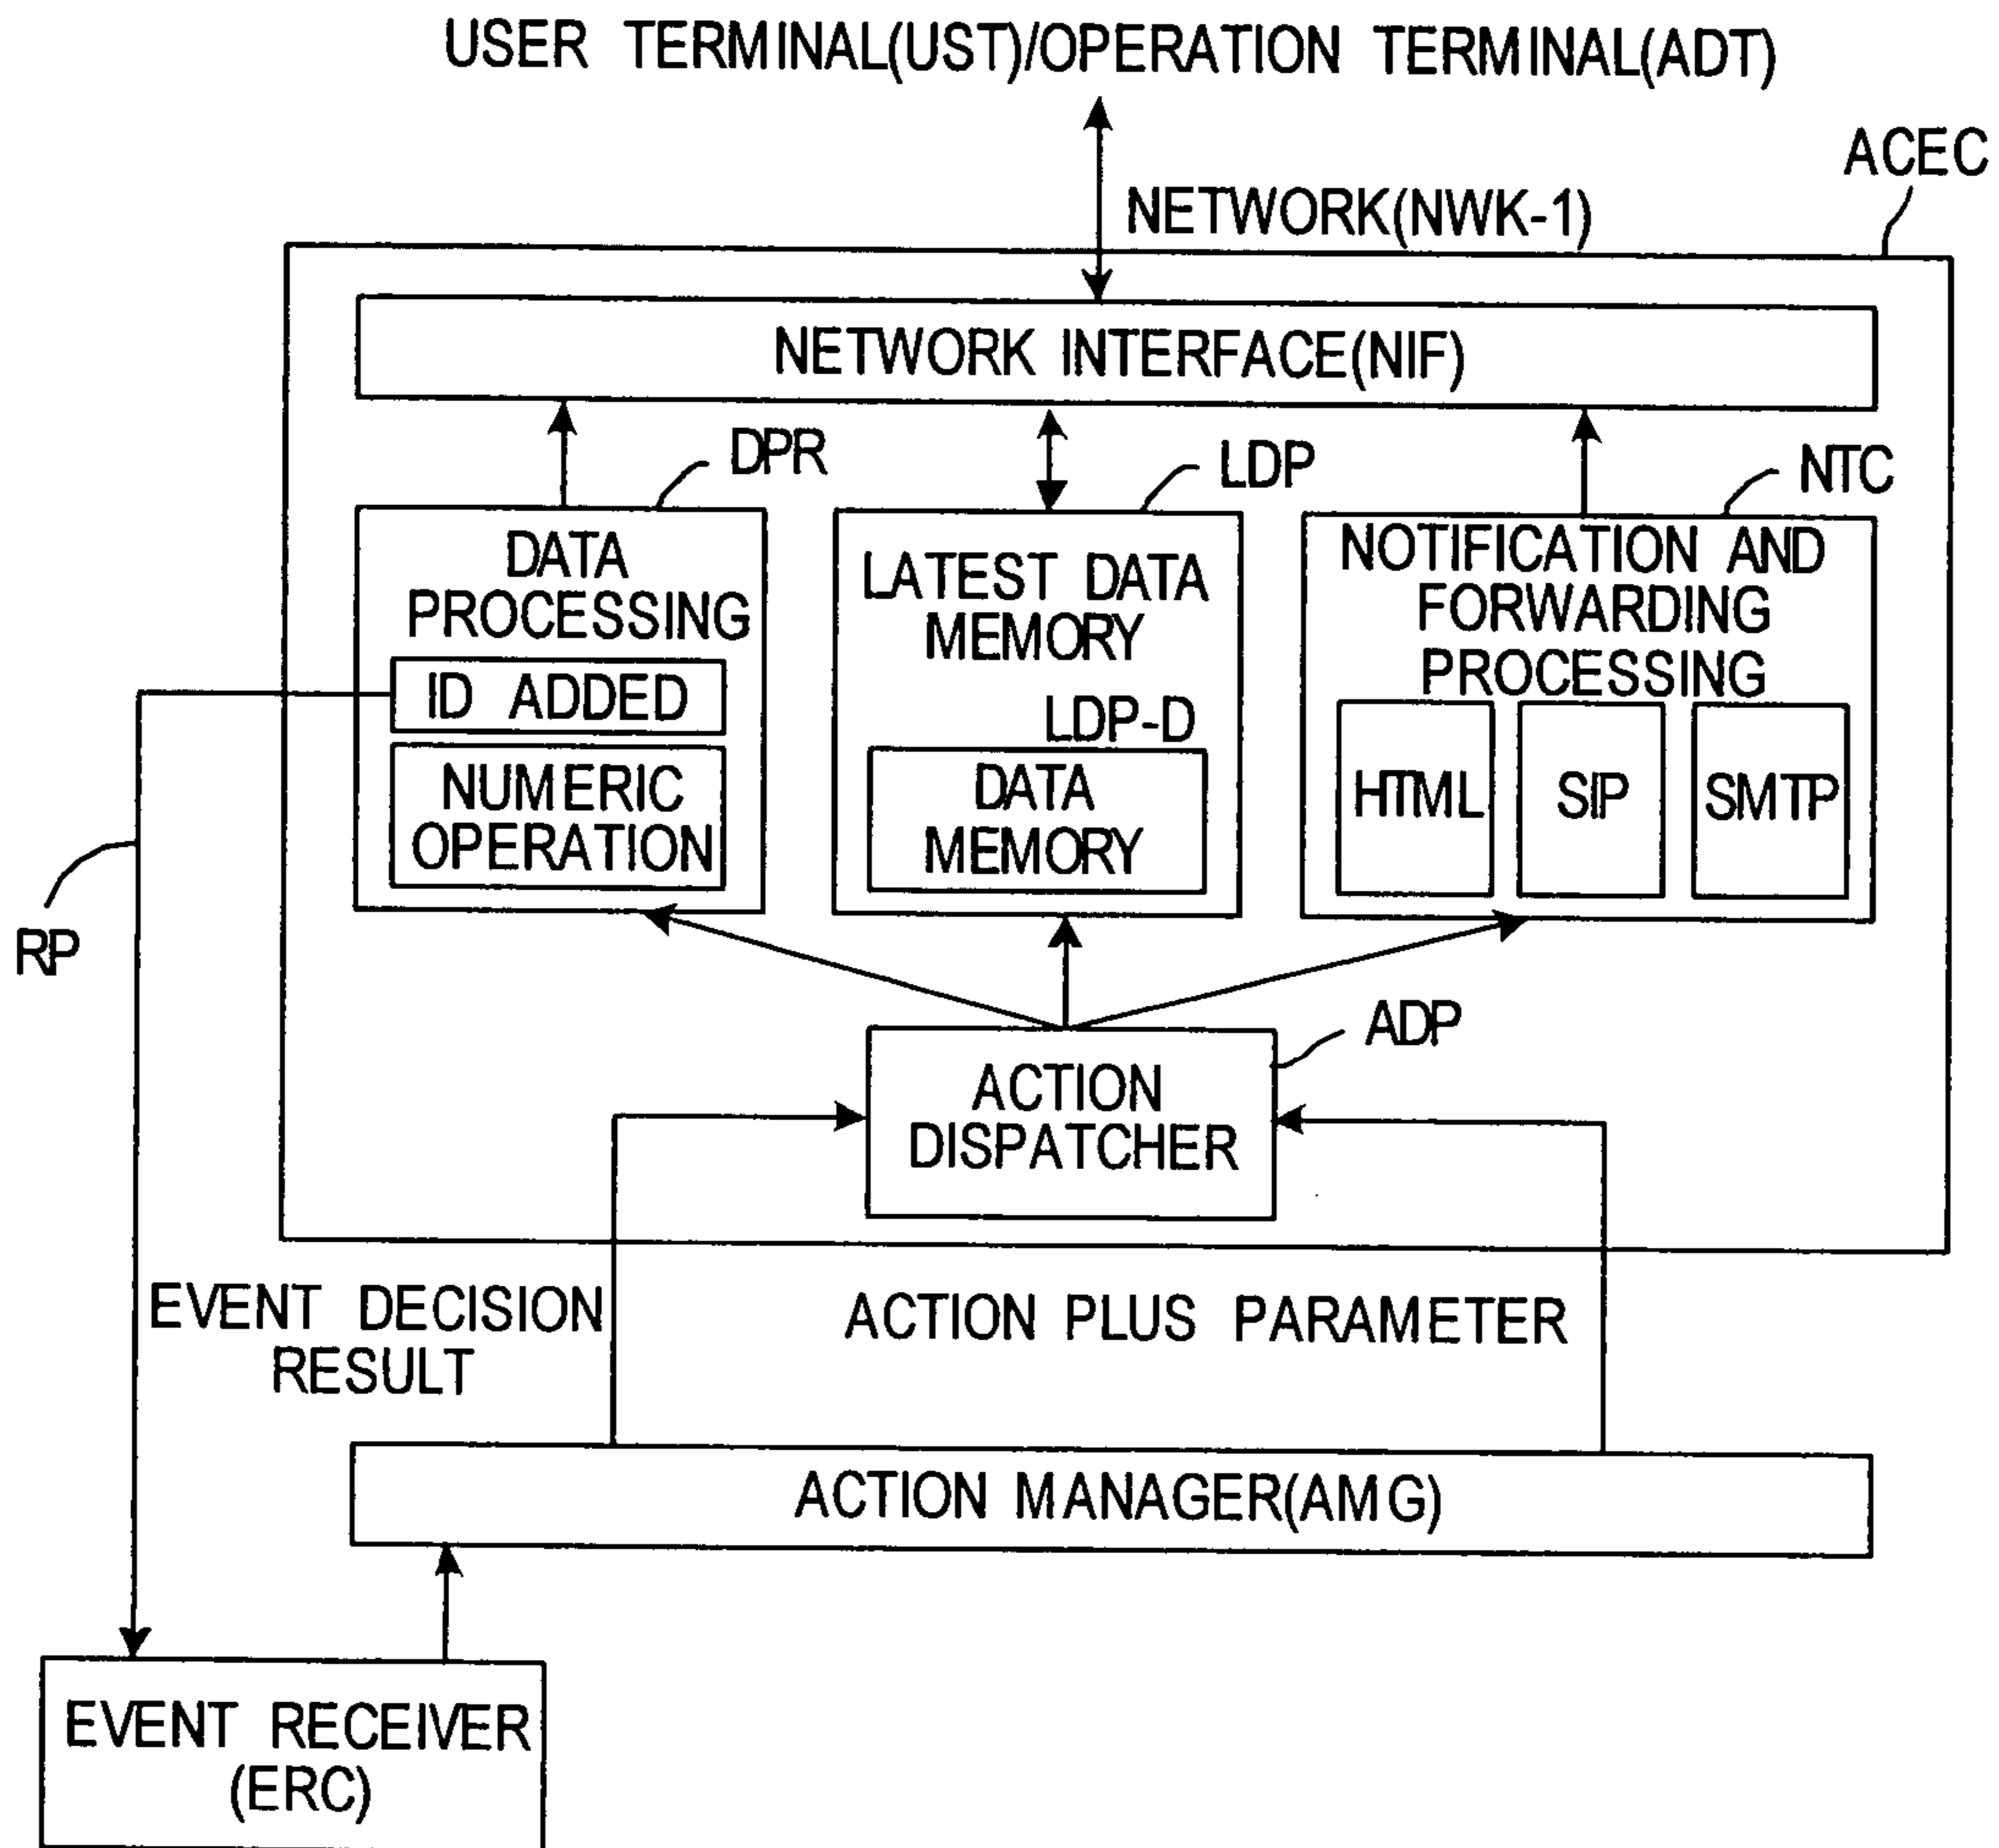 USER TERMINAL(UST)/OPERATION TERMINAL(ADT)
ACEC
NETWORK(NWK-1)
NETWORK INTERFACE(NIF)
DPR
LDP
NTC
DATA
PROCESSING
ID ADDED
NUMERIC
OPERATION
LATEST DATA
MEMORY
LDP-D
DATA
MEMORY
NOTIFICATION AND
FORWARDING
PROCESSING
HTML
SIP
SMTP
RP
ADP
ACTION
DISPATCHER
EVENT DECISION
RESULT
ACTION PLUS PARAMETER
ACTION MANAGER(AMG)
EVENT RECEIVER
(ERC)